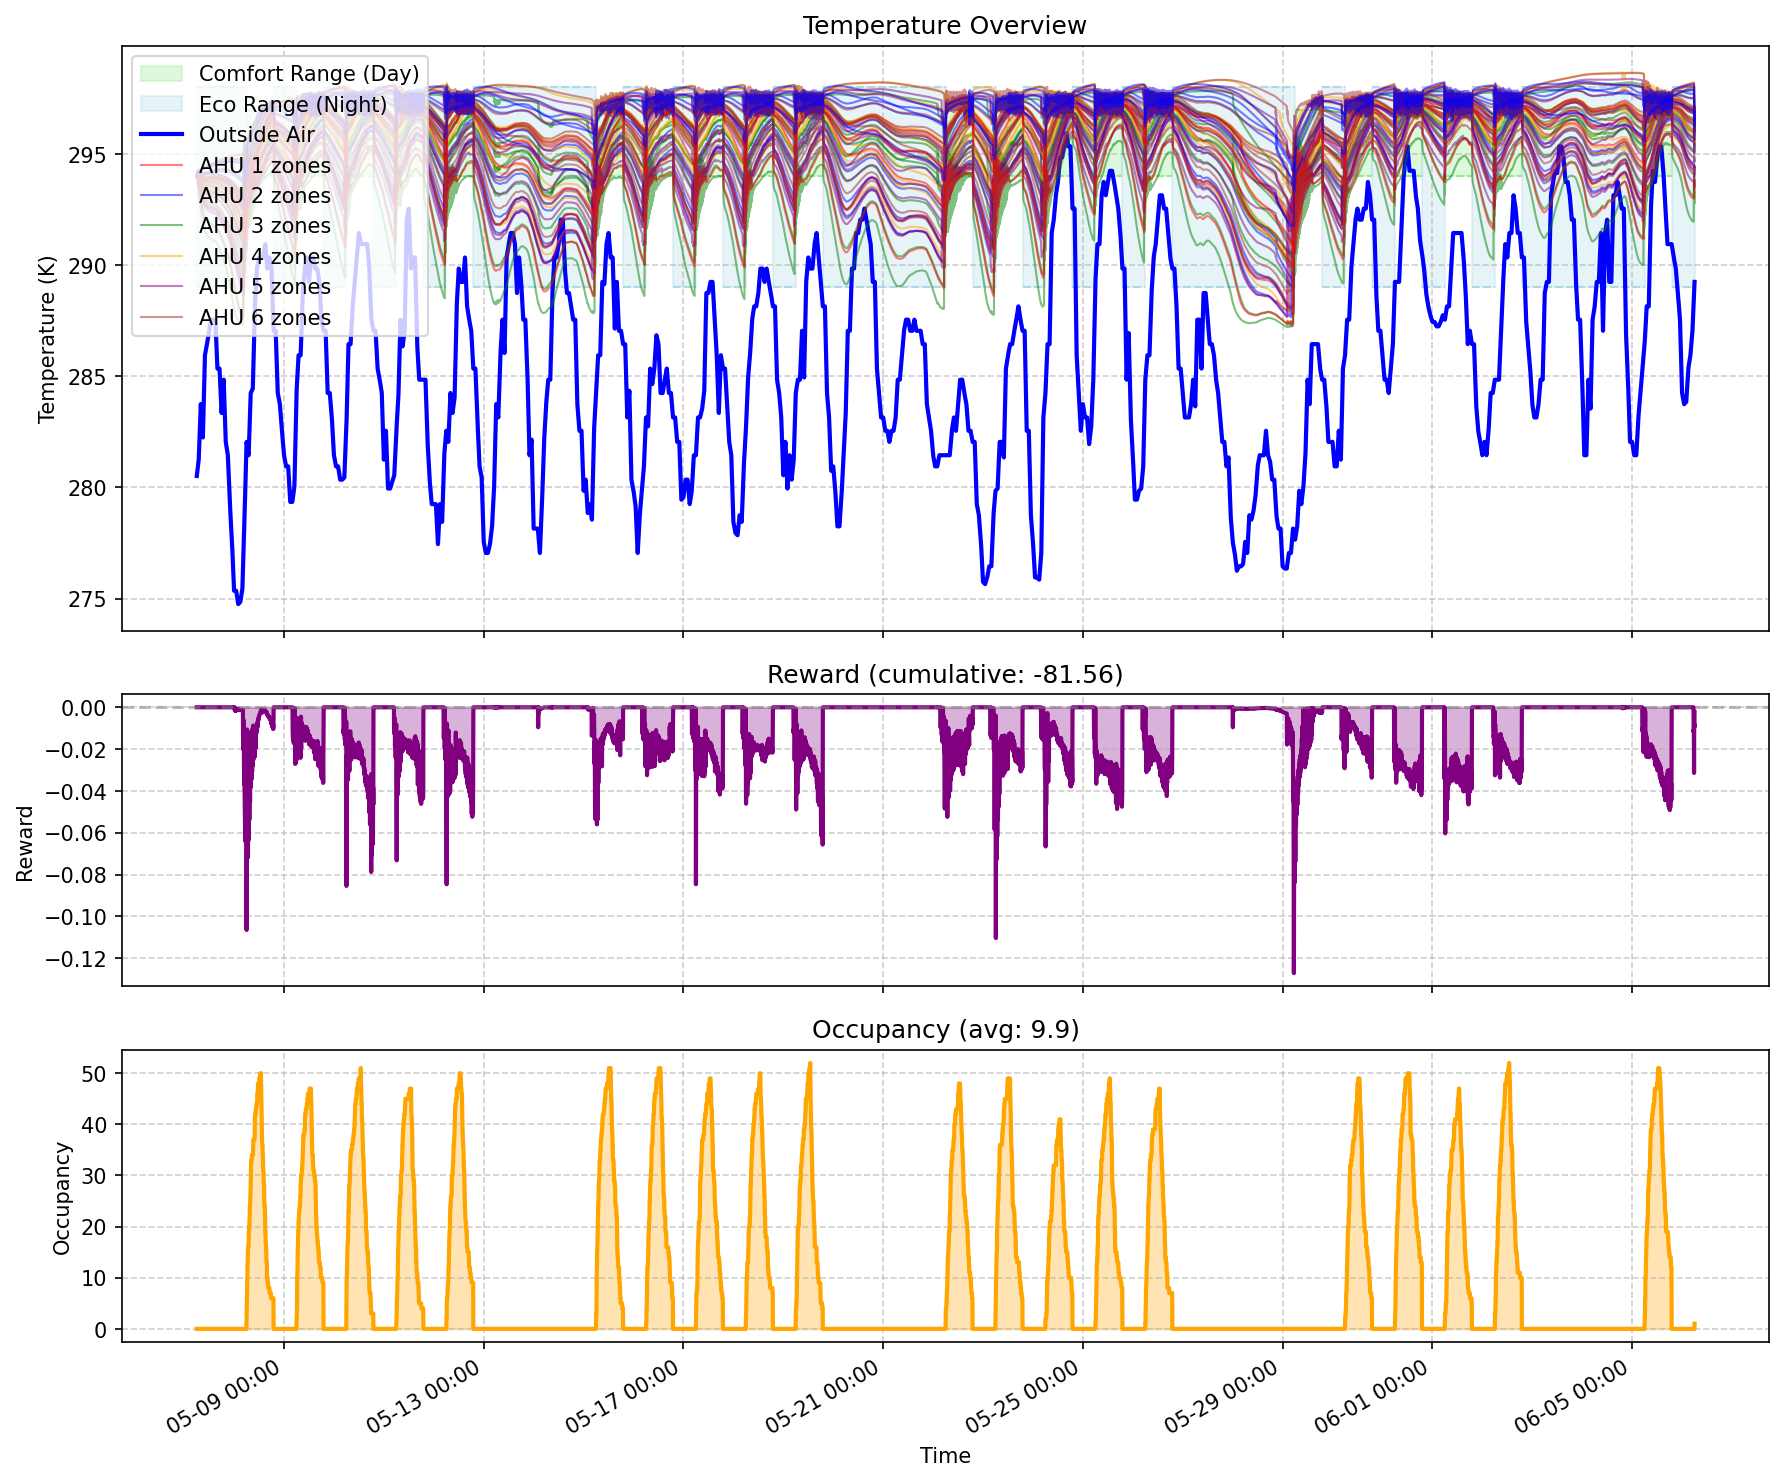 Temperature Overview
Comfort Range (Day)
Eco Range (Night)
Outside Air
AHU 1 zones
AHU 2 zones
AHU 3 zones
AHU 4 zones
AHU 5 zones
AHU 6 zones
Temperature (K)
295
290
285
280
275
Reward (cumulative: -81.56)
Reward
0.00
−0.02
−0.04
−0.06
−0.08
−0.10
−0.12
Occupancy (avg: 9.9)
Occupancy
50
40
30
20
10
0
05-09 00:00
05-13 00:00
05-17 00:00
05-21 00:00
05-25 00:00
05-29 00:00
06-01 00:00
06-05 00:00
Time